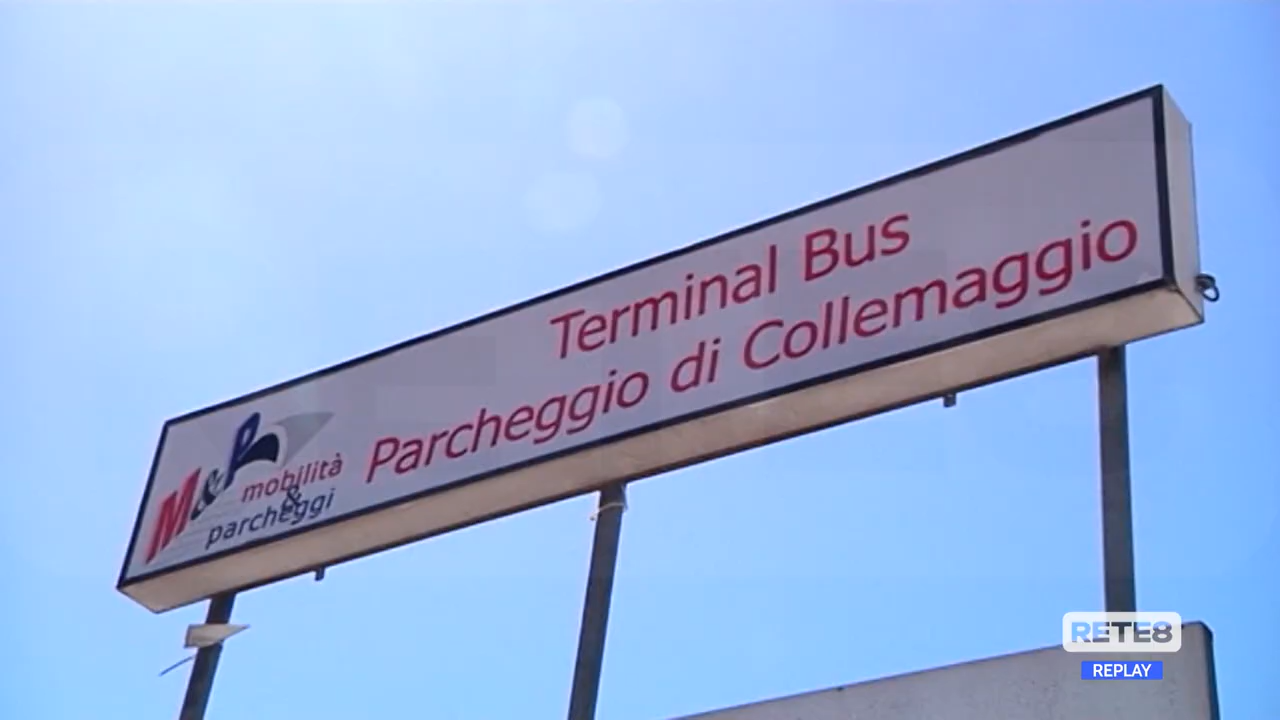 Terminal Bus
Parcheggio di Collemaggio
M&P
mobilità
&
parcheggi
RETE8
REPLAY